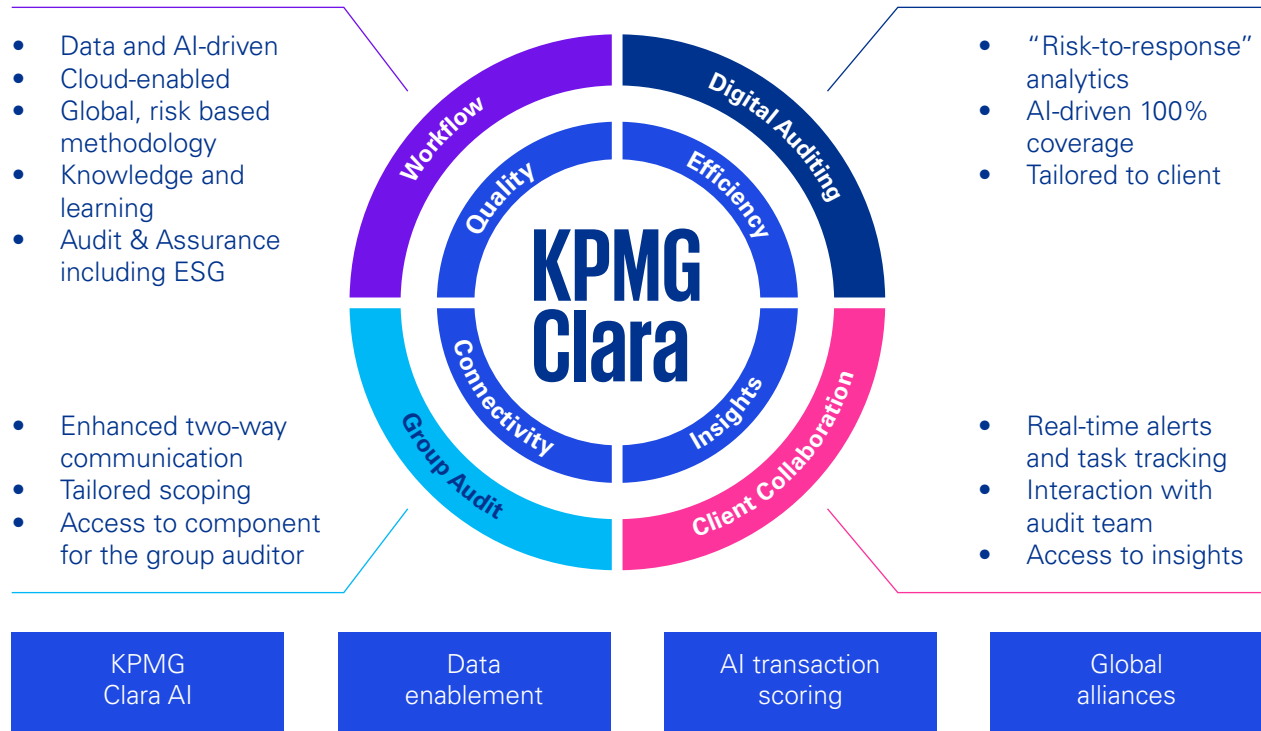 • Data and AI-driven
• Cloud-enabled
• Global, risk based
methodology
• Knowledge and
learning
• Audit & Assurance
including ESG
Workflow
Digital Auditing
• “Risk-to-response”
analytics
• AI-driven 100%
coverage
• Tailored to client
Quality
Efficiency
KPMG
Clara
Connectivity
Insights
Group Audit
Client Collaboration
• Enhanced two-way
communication
• Tailored scoping
• Access to component
for the group auditor
• Real-time alerts
and task tracking
• Interaction with
audit team
• Access to insights
KPMG
Clara AI
Data
enablement
AI transaction
scoring
Global
alliances